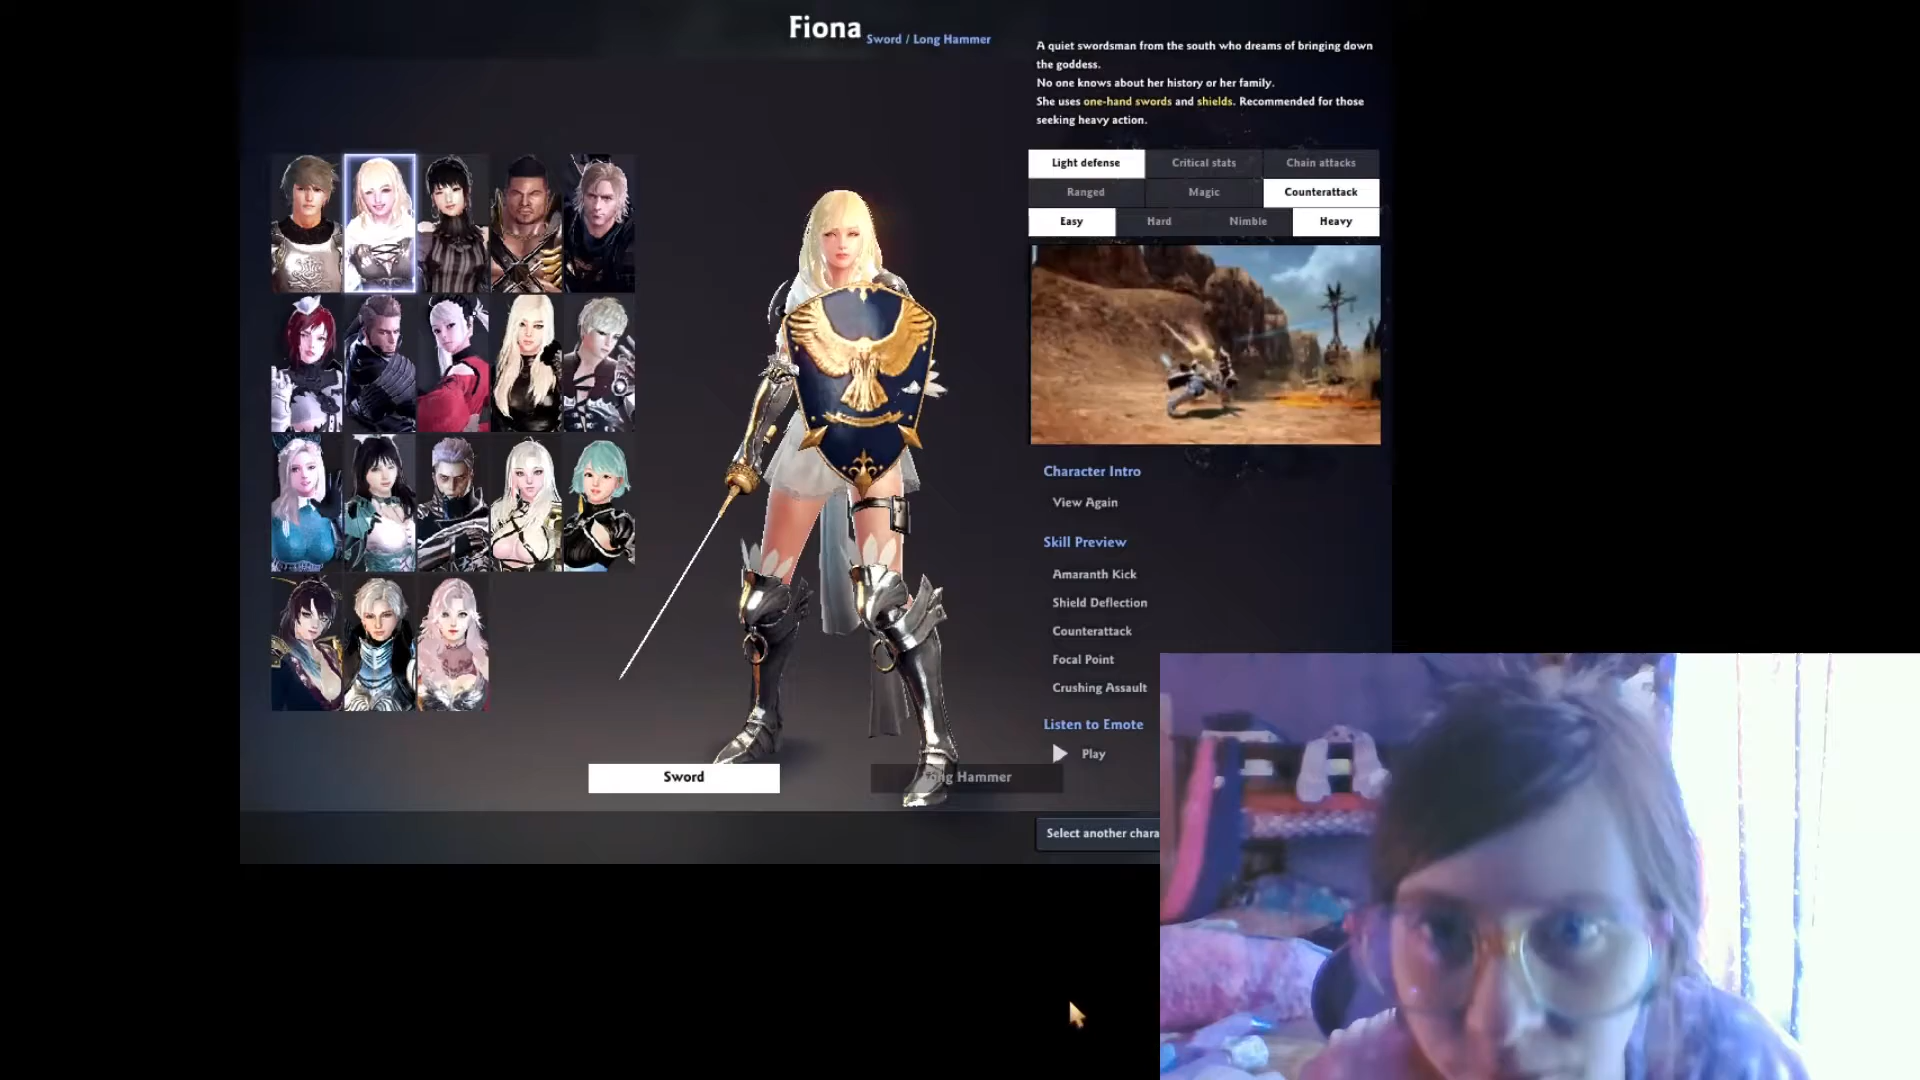 Fiona Sword / Long Hammer
A quiet swordsman from the south who dreams of bringing down
the goddess.
No one knows about her history or her family.
She uses one-hand swords and shields. Recommended for those
seeking heavy action.
Light defense Critical stats Chain attacks
Ranged Magic Counterattack
Easy Hard Nimble Heavy
Character Intro
View Again
Skill Preview
Amaranth Kick
Shield Deflection
Counterattack
Focal Point
Crushing Assault
Listen to Emote
Play
Sword
Hammer
Select another chara